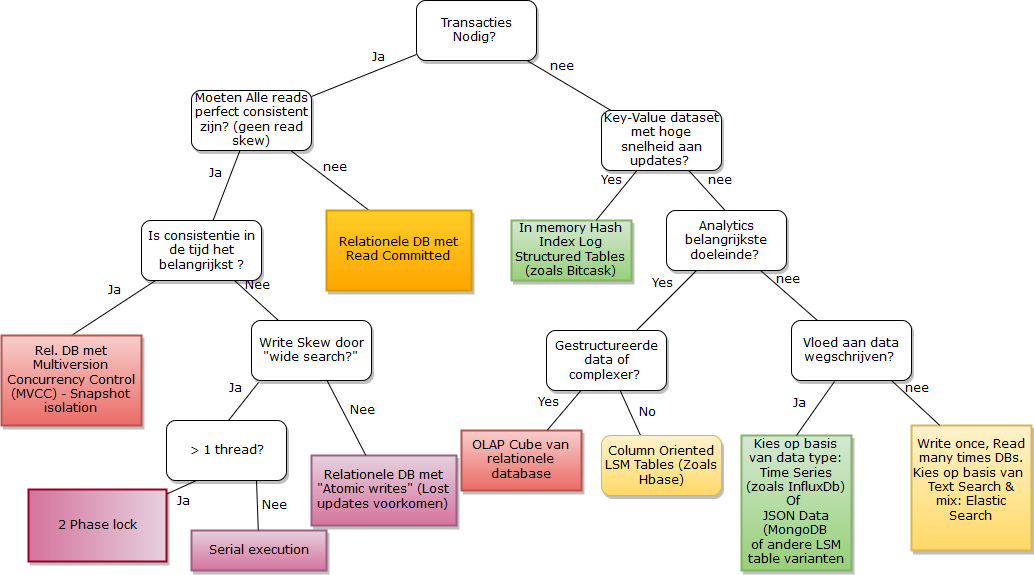 Transacties
Nodig?
Ja
nee
Moeten Alle reads
perfect consistent
zijn? (geen read
skew)
Key-Value dataset
met hoge
snelheid aan
updates?
Ja
nee
Yes
nee
Is consistentie in
de tijd het
belangrijkst ?
Relationele DB met
Read Committed
In memory Hash
Index Log
Structured Tables
(zoals Bitcask)
Analytics
belangrijkste
doeleinde?
Ja
Nee
Yes
nee
Rel. DB met
Multiversion
Concurrency Control
(MVCC) - Snapshot
isolation
Write Skew door
"wide search?"
Gestructureerde
data of
complexer?
Vloed aan data
wegschrijven?
Ja
Nee
Yes
No
Ja
nee
> 1 thread?
Relationele DB met
"Atomic writes" (Lost
updates voorkomen)
OLAP Cube van
relationele
database
Column Oriented
LSM Tables (Zoals
Hbase)
Kies op basis
van data type:
Time Series
(zoals InfluxDb)
Of
JSON Data
(MongoDB
of andere LSM
table varianten
Write once, Read
many times DBs.
Kies op basis van
Text Search &
mix: Elastic
Search
Ja
Nee
2 Phase lock
Serial execution